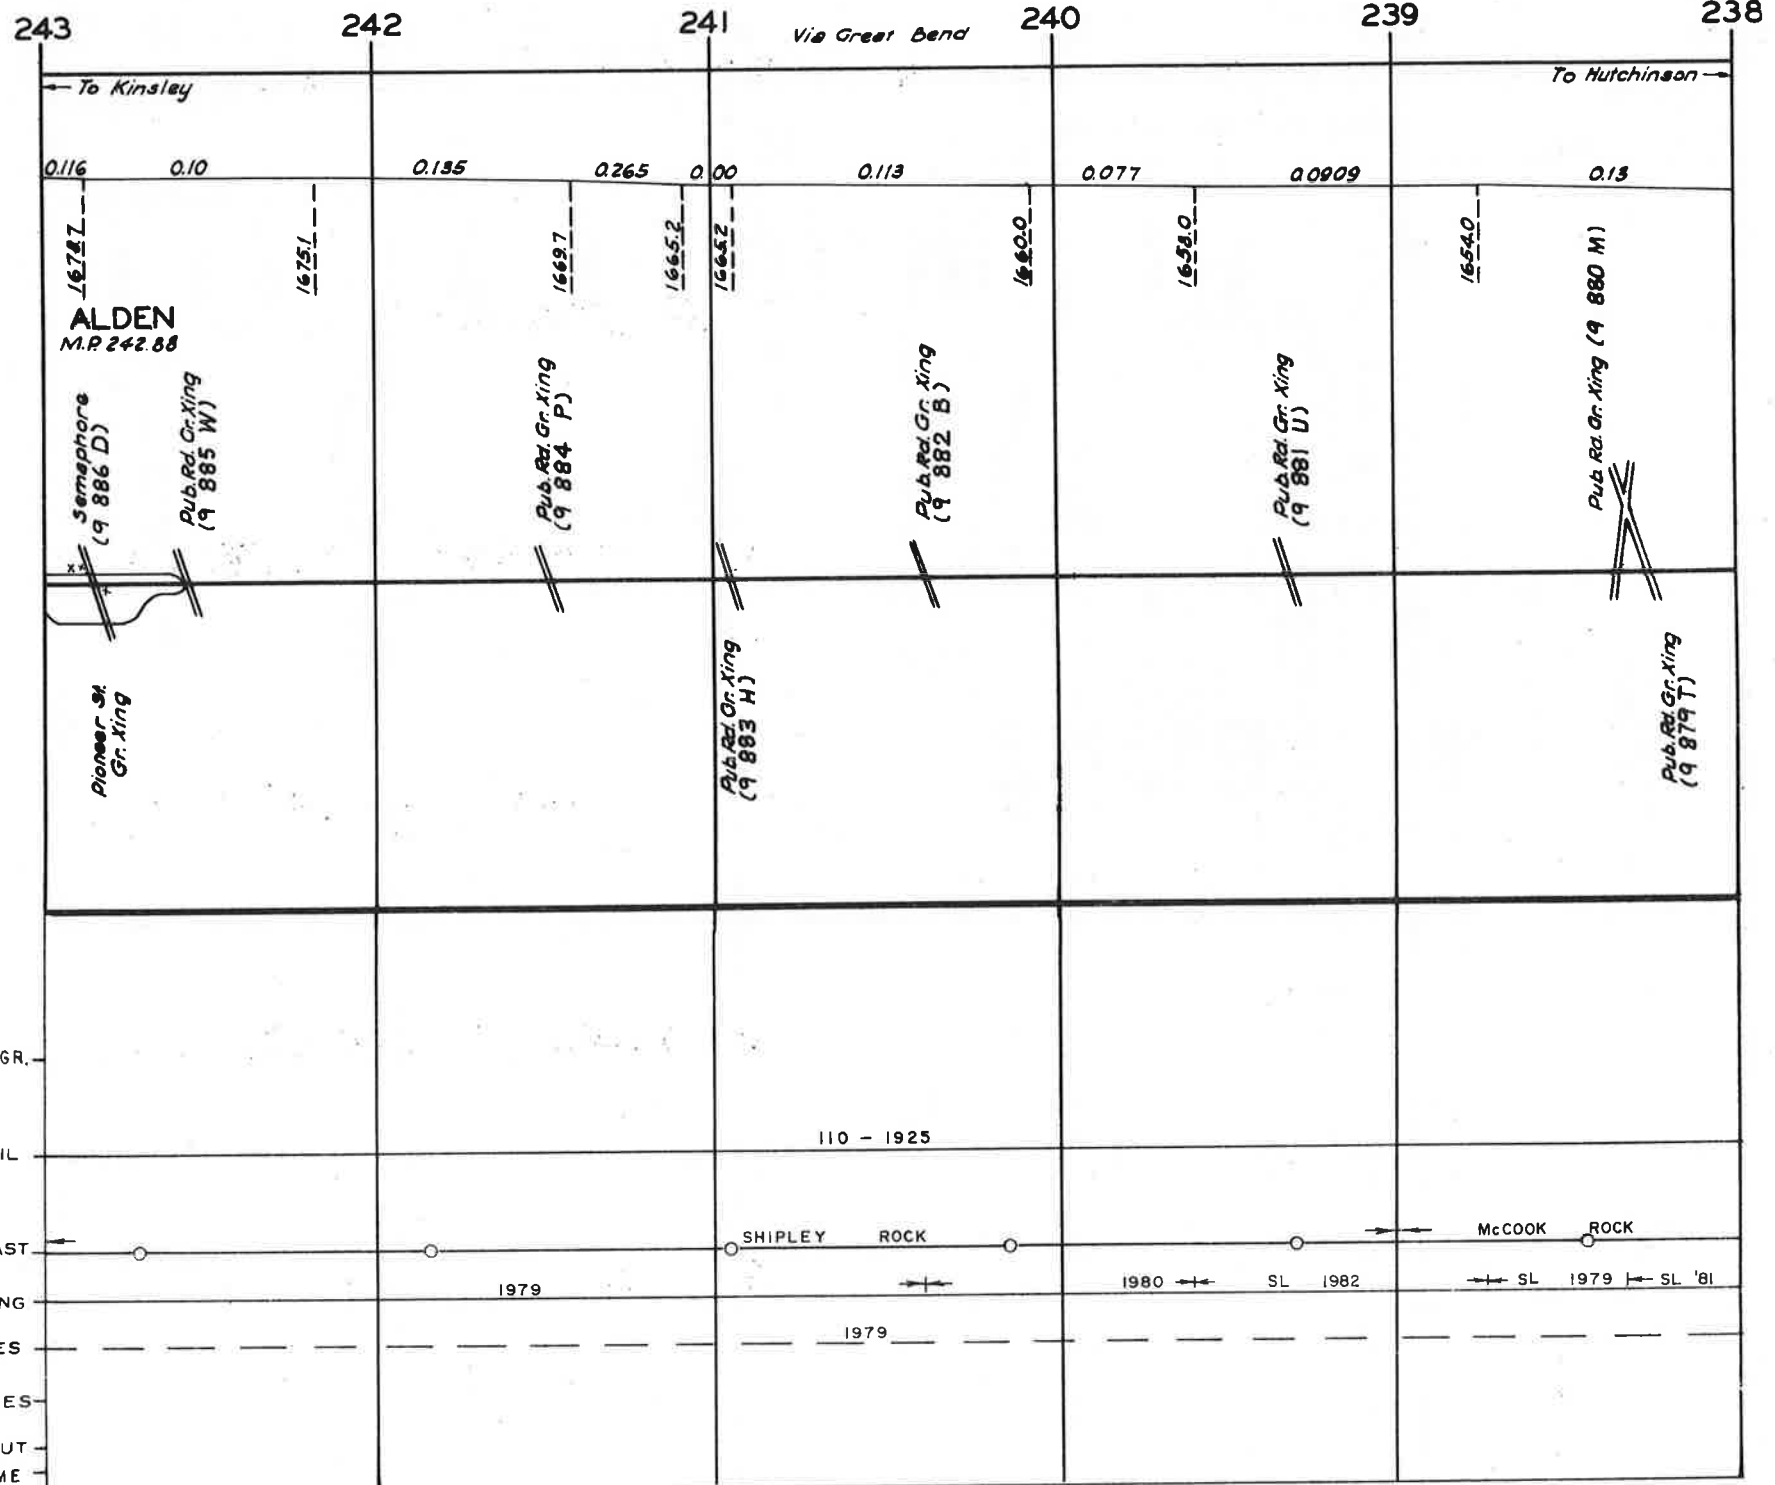 243 242 241 240 239 238
Via Great Bend
To Kinsley
To Hutchinson
0.116 0.10 0.135 0.265 0.00 0.113 0.077 0.0909 0.13
1678.7
1675.1
1669.7
1665.2
1665.2
1660.0
1658.0
1654.0
ALDEN
M.P. 242.88
Semaphore
(9 886 D)
Pub. Rd. Gr. Xing
(9 885 W)
Pub. Rd. Gr. Xing
(9 884 P)
Pub. Rd. Gr. Xing
(9 882 B)
Pub. Rd. Gr. Xing
(9 881 U)
Pub. Rd. Gr. Xing (9 880 M)
Pioneer St.
Gr. Xing
Pub. Rd. Gr. Xing
(9 883 H)
Pub. Rd. Gr. Xing
(9 879 T)
GR.
IL
110 - 1925
AST
SHIPLEY ROCK
McCOOK ROCK
NG
1979
1980
SL 1982
SL 1979
SL '81
ES
1979
ES
UT
ME